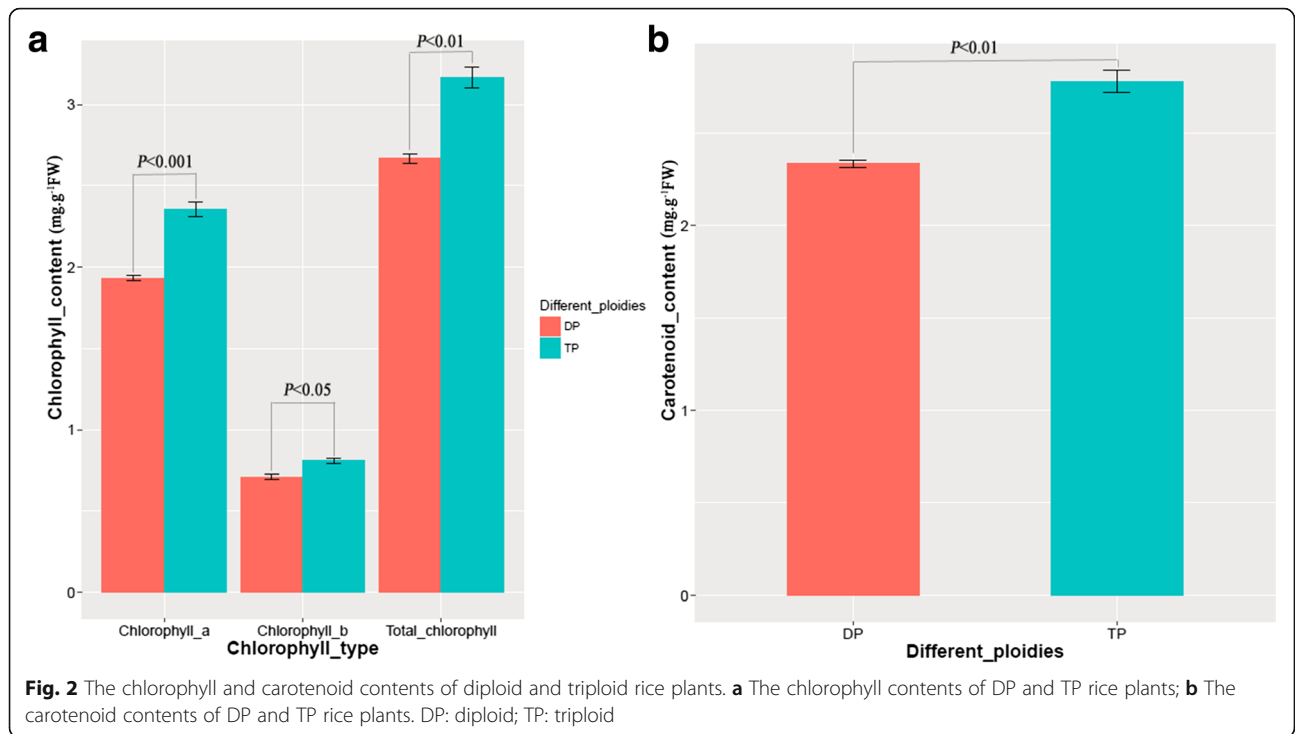 a
b
P<0.01
P<0.01
P<0.001
P<0.05
Chlorophyll_content (mg.g⁻¹FW)
3
2
1
0
Chlorophyll_a
Chlorophyll_b
Total_chlorophyll
Chlorophyll_type
Different_ploidies
DP
TP
Carotenoid_content (mg.g⁻¹FW)
2
1
0
DP
TP
Different_ploidies
Fig. 2 The chlorophyll and carotenoid contents of diploid and triploid rice plants. a The chlorophyll contents of DP and TP rice plants; b The
carotenoid contents of DP and TP rice plants. DP: diploid; TP: triploid